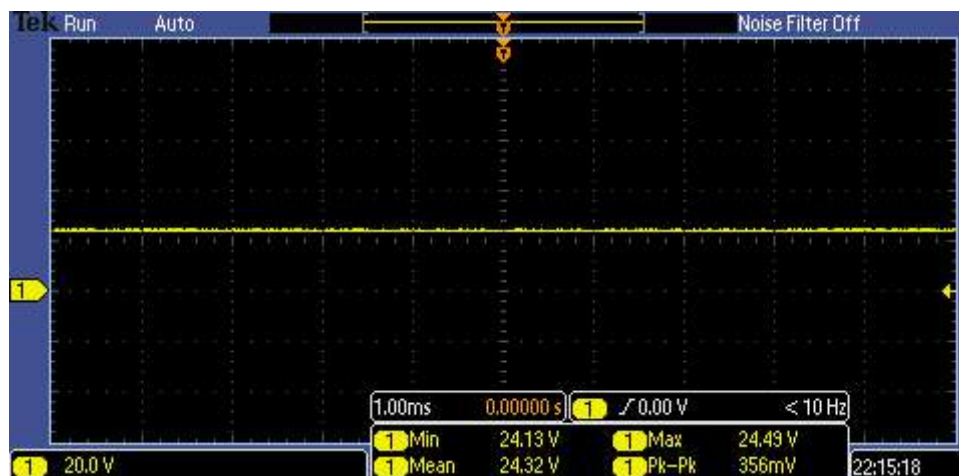 Tek Run Auto Noise Filter Off
T
T
1
1.00ms 0.00000 s 1 / 0.00 V < 10 Hz
1 Min 24.13 V 1 Max 24.49 V
1 20.0 V 1 Mean 24.32 V 1 Pk-Pk 356mV 22:15:18